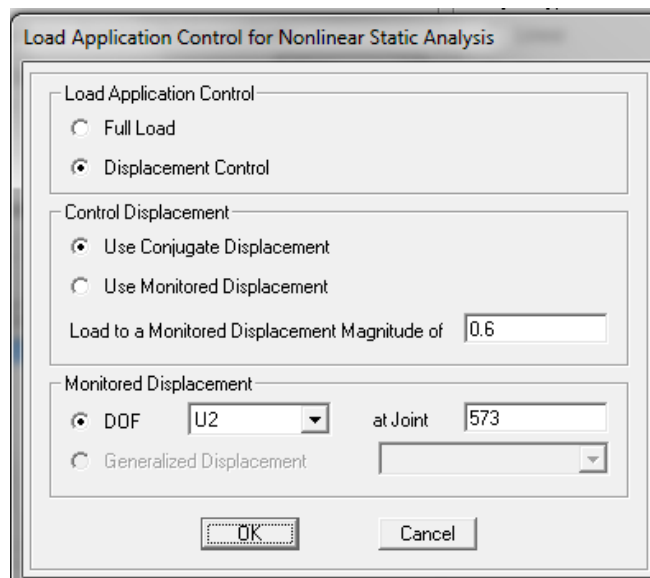 Load Application Control for Nonlinear Static Analysis
Load Application Control
Full Load
Displacement Control
Control Displacement
Use Conjugate Displacement
Use Monitored Displacement
Load to a Monitored Displacement Magnitude of 0.6
Monitored Displacement
DOF U2 at Joint 573
Generalized Displacement
OK Cancel